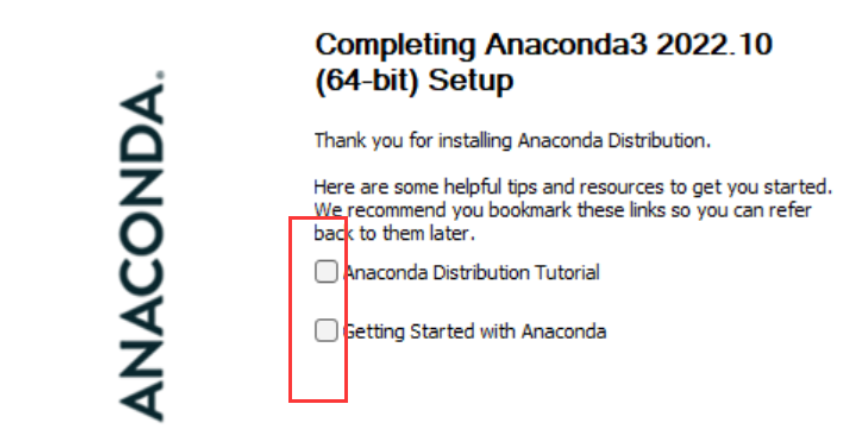 ANACONDA.
Completing Anaconda3 2022.10
(64-bit) Setup
Thank you for installing Anaconda Distribution.
Here are some helpful tips and resources to get you started.
We recommend you bookmark these links so you can refer
back to them later.
Anaconda Distribution Tutorial
Getting Started with Anaconda